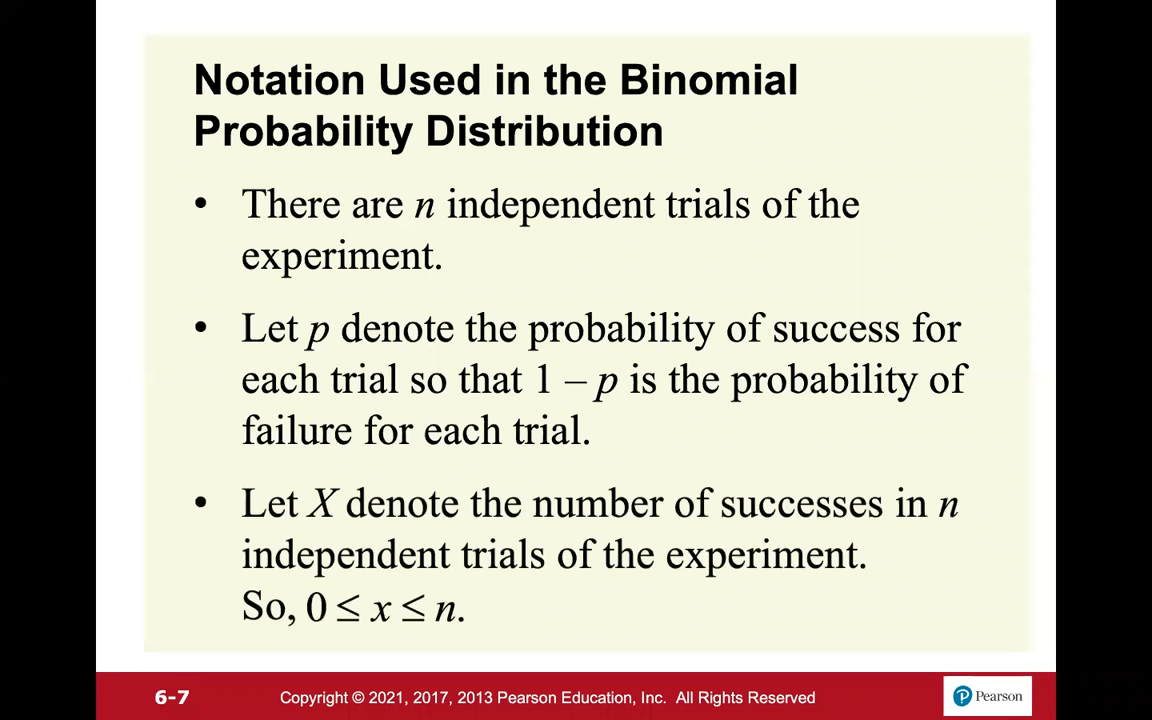 Notation Used in the Binomial
Probability Distribution
• There are n independent trials of the
experiment.
• Let p denote the probability of success for
each trial so that 1 – p is the probability of
failure for each trial.
• Let X denote the number of successes in n
independent trials of the experiment.
So, 0 ≤ x ≤ n.
6-7 Copyright © 2021, 2017, 2013 Pearson Education, Inc. All Rights Reserved P Pearson